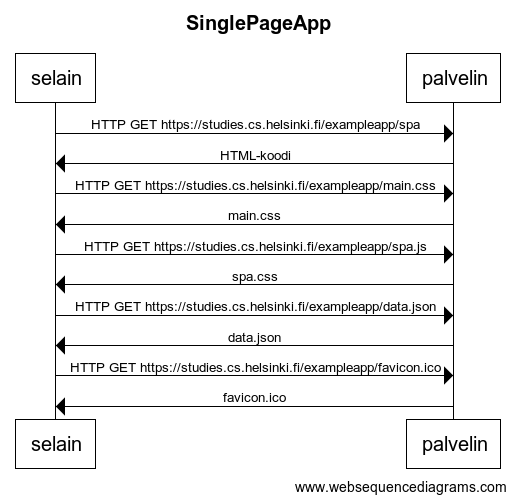 SinglePageApp
selain
palvelin
HTTP GET https://studies.cs.helsinki.fi/exampleapp/spa
HTML-koodi
HTTP GET https://studies.cs.helsinki.fi/exampleapp/main.css
main.css
HTTP GET https://studies.cs.helsinki.fi/exampleapp/spa.js
spa.css
HTTP GET https://studies.cs.helsinki.fi/exampleapp/data.json
data.json
HTTP GET https://studies.cs.helsinki.fi/exampleapp/favicon.ico
favicon.ico
selain
palvelin
www.websequencediagrams.com